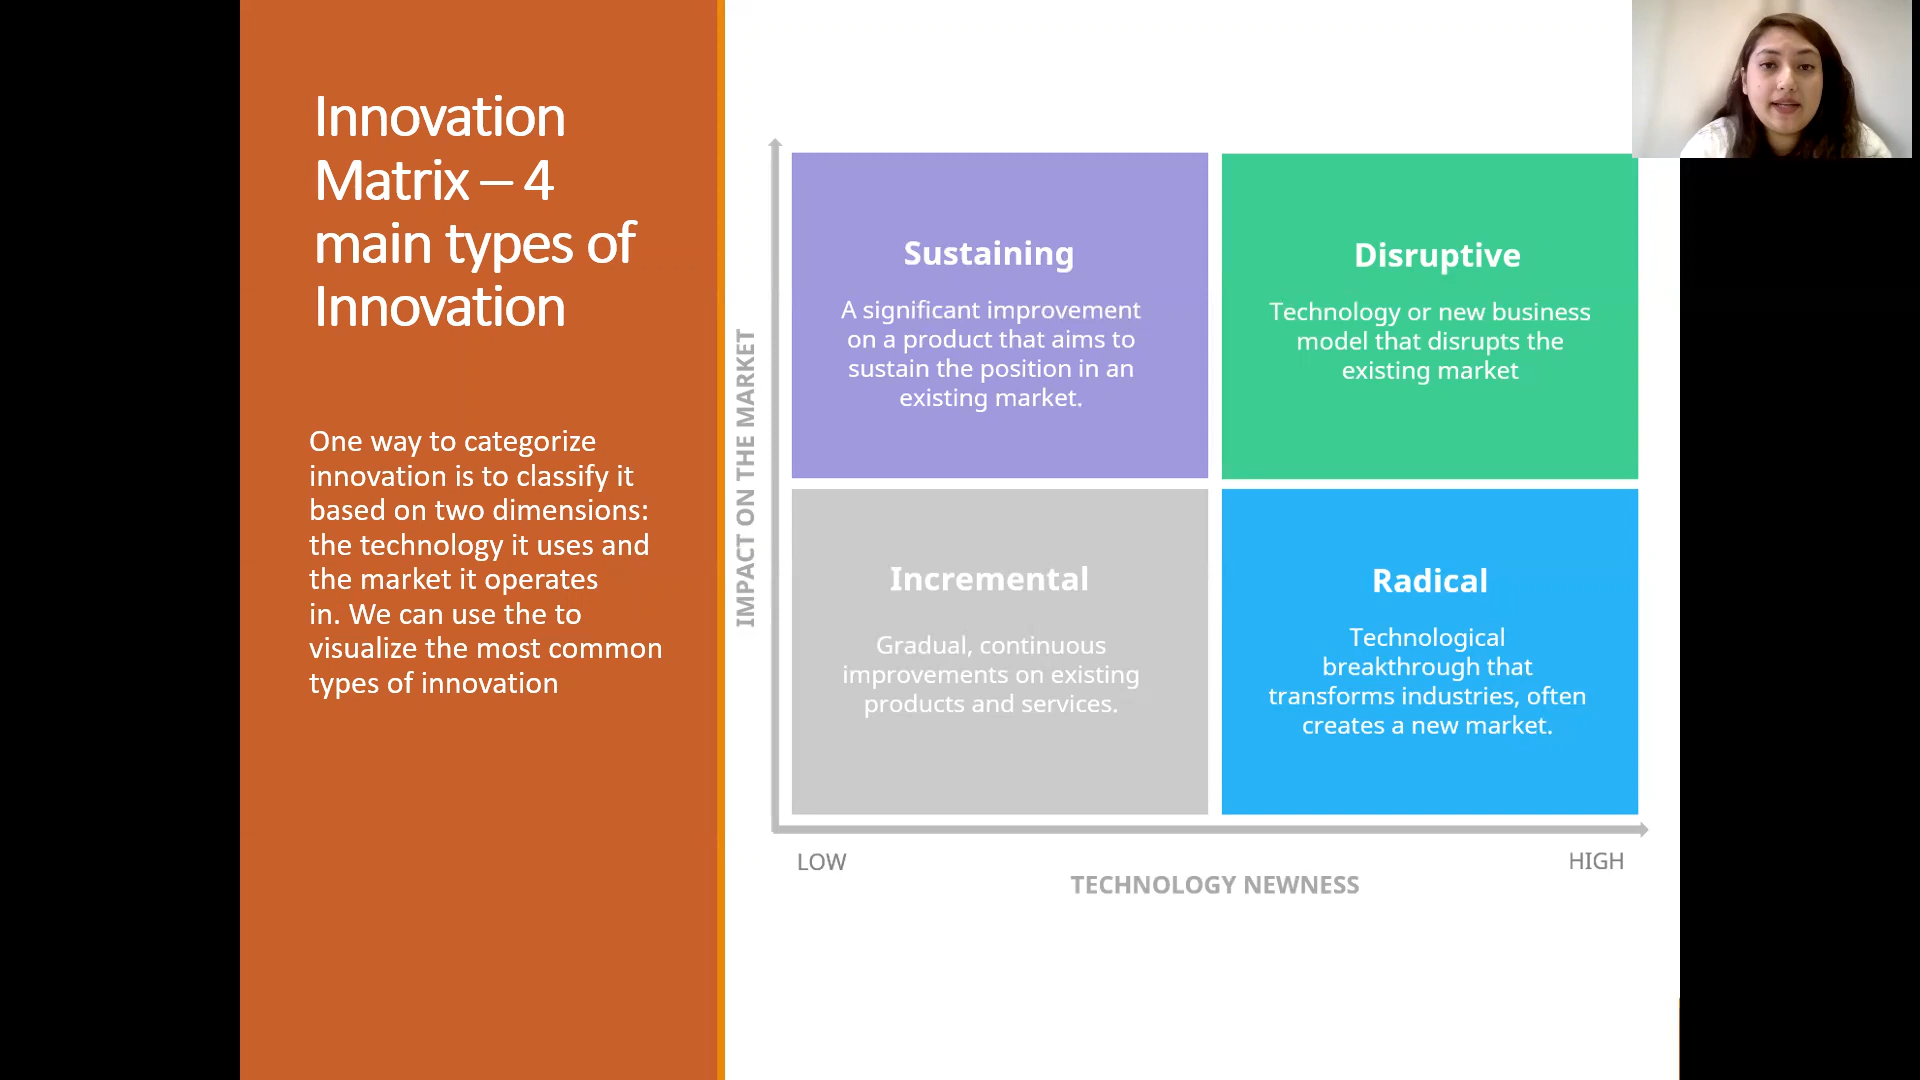 Innovation
Matrix – 4
main types of
Innovation
One way to categorize
innovation is to classify it
based on two dimensions:
the technology it uses and
the market it operates
in. We can use the to
visualize the most common
types of innovation
IMPACT ON THE MARKET
Sustaining
A significant improvement
on a product that aims to
sustain the position in an
existing market.
Disruptive
Technology or new business
model that disrupts the
existing market
Incremental
Gradual, continuous
improvements on existing
products and services.
Radical
Technological
breakthrough that
transforms industries, often
creates a new market.
LOW
HIGH
TECHNOLOGY NEWNESS